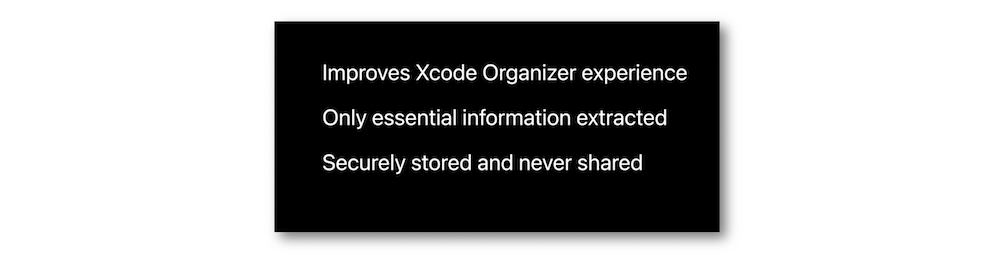 Improves Xcode Organizer experience
Only essential information extracted
Securely stored and never shared